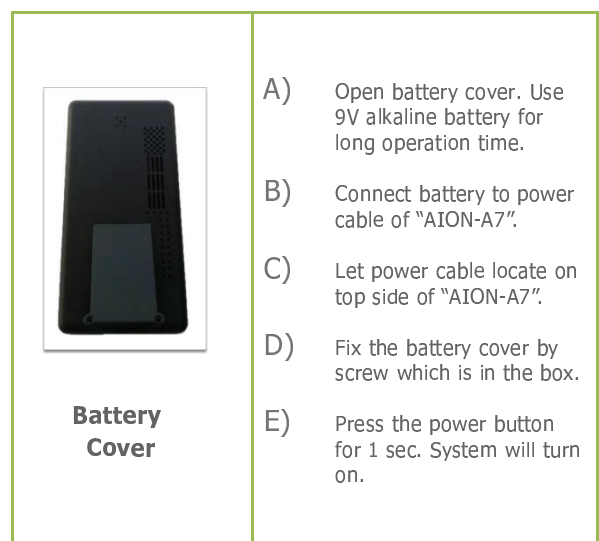 A) Open battery cover. Use
9V alkaline battery for
long operation time.
B) Connect battery to power
cable of “AION-A7”.
C) Let power cable locate on
top side of “AION-A7”.
D) Fix the battery cover by
screw which is in the box.
E) Press the power button
for 1 sec. System will turn
on.
Battery
Cover